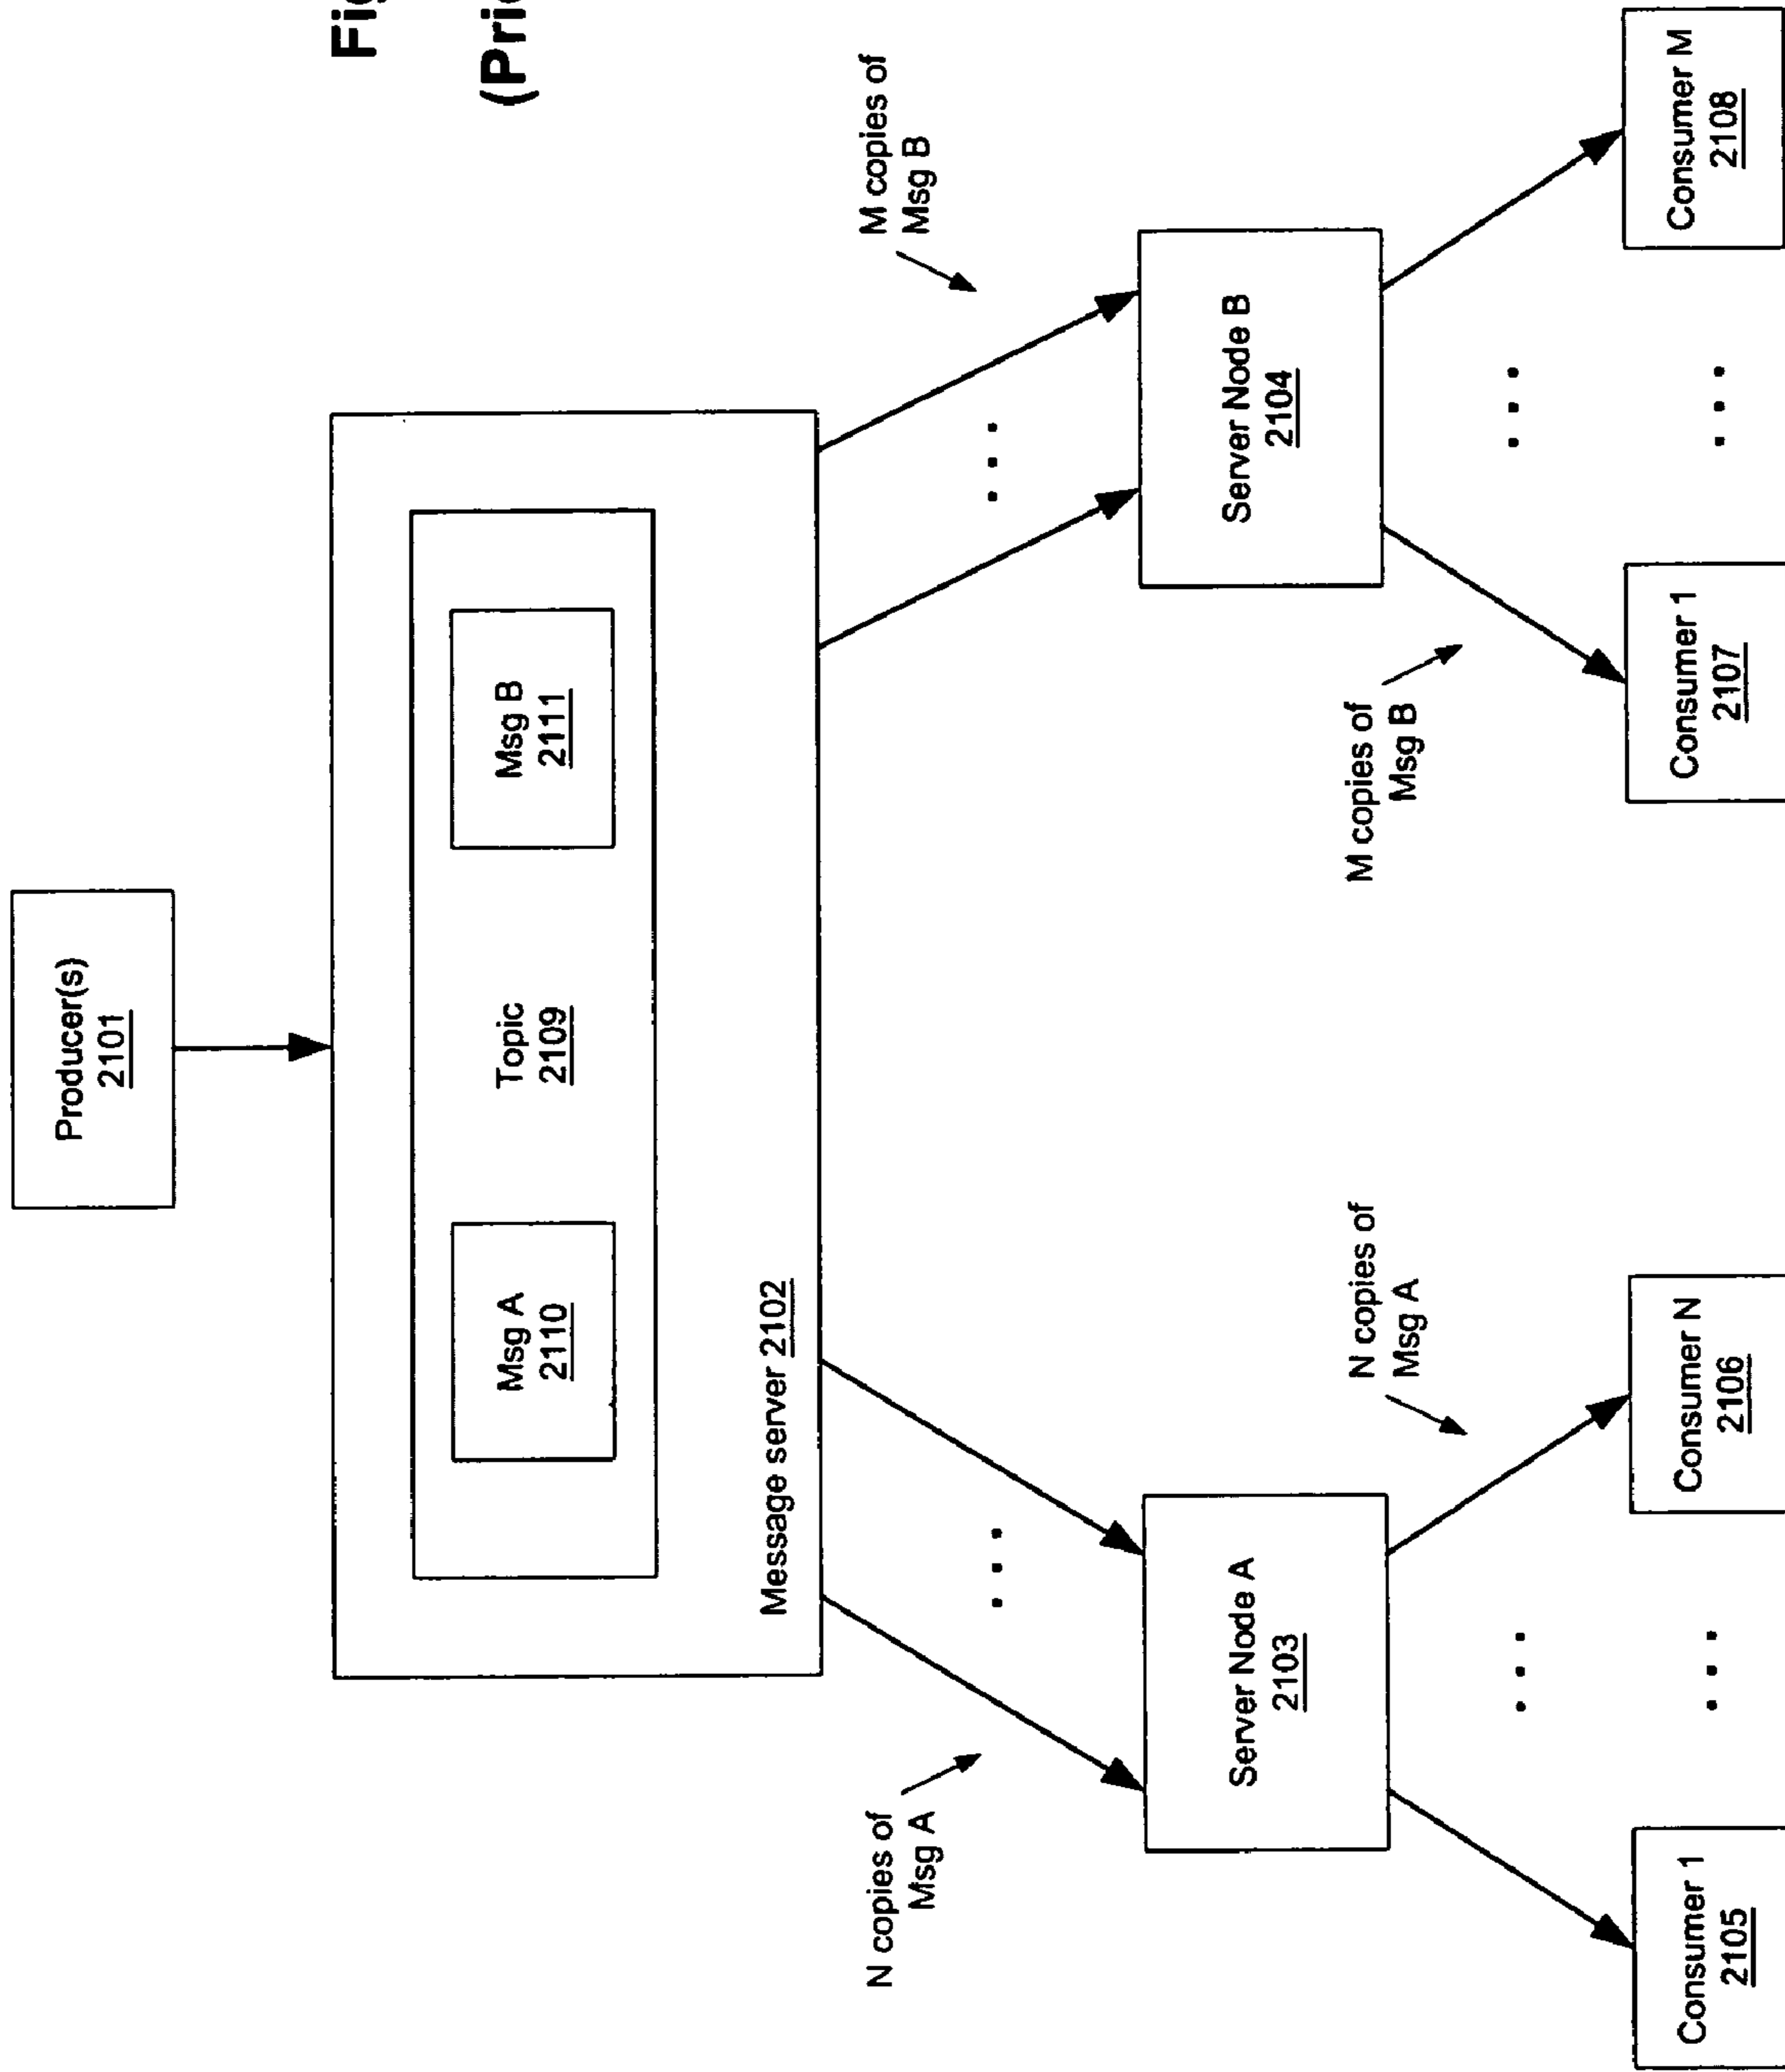 Fig
(Pri
Producer(s)
2101
Msg A
2110
Topic
2109
Msg B
2111
Message server 2102
N copies of
Msg A
M copies of
Msg B
Server Node A
2103
Server Node B
2104
N copies of
Msg A
M copies of
Msg B
Consumer 1
2105
Consumer N
2106
Consumer 1
2107
Consumer M
2108